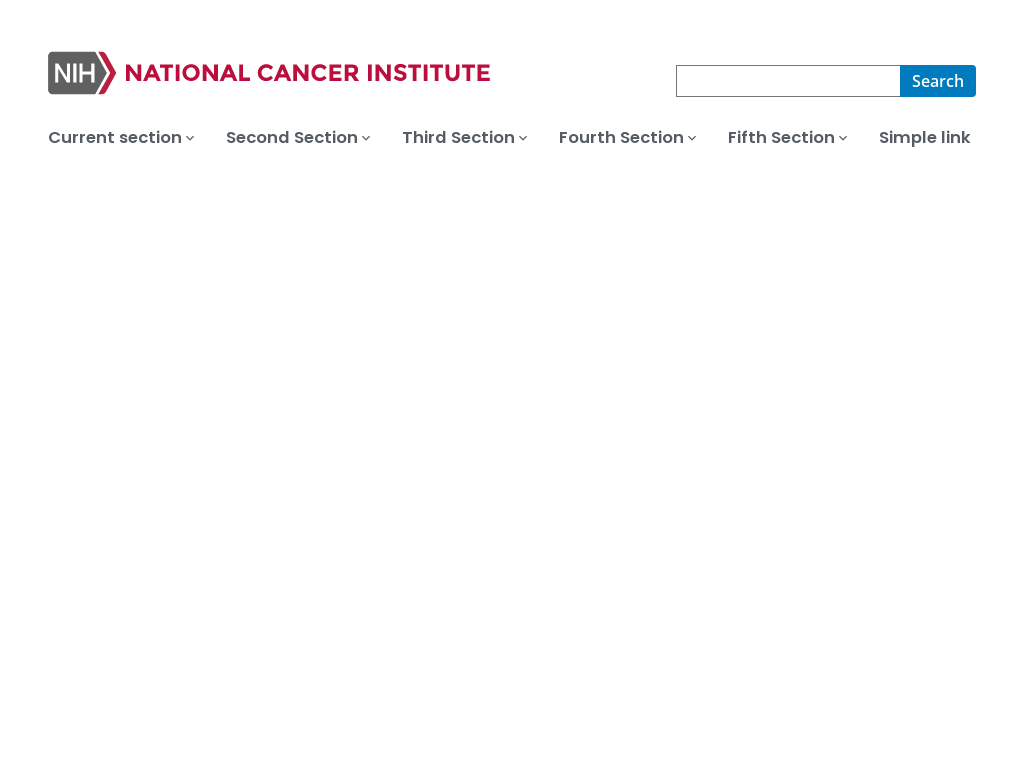 NIH NATIONAL CANCER INSTITUTE
Search
Current section Second Section Third Section Fourth Section Fifth Section Simple link